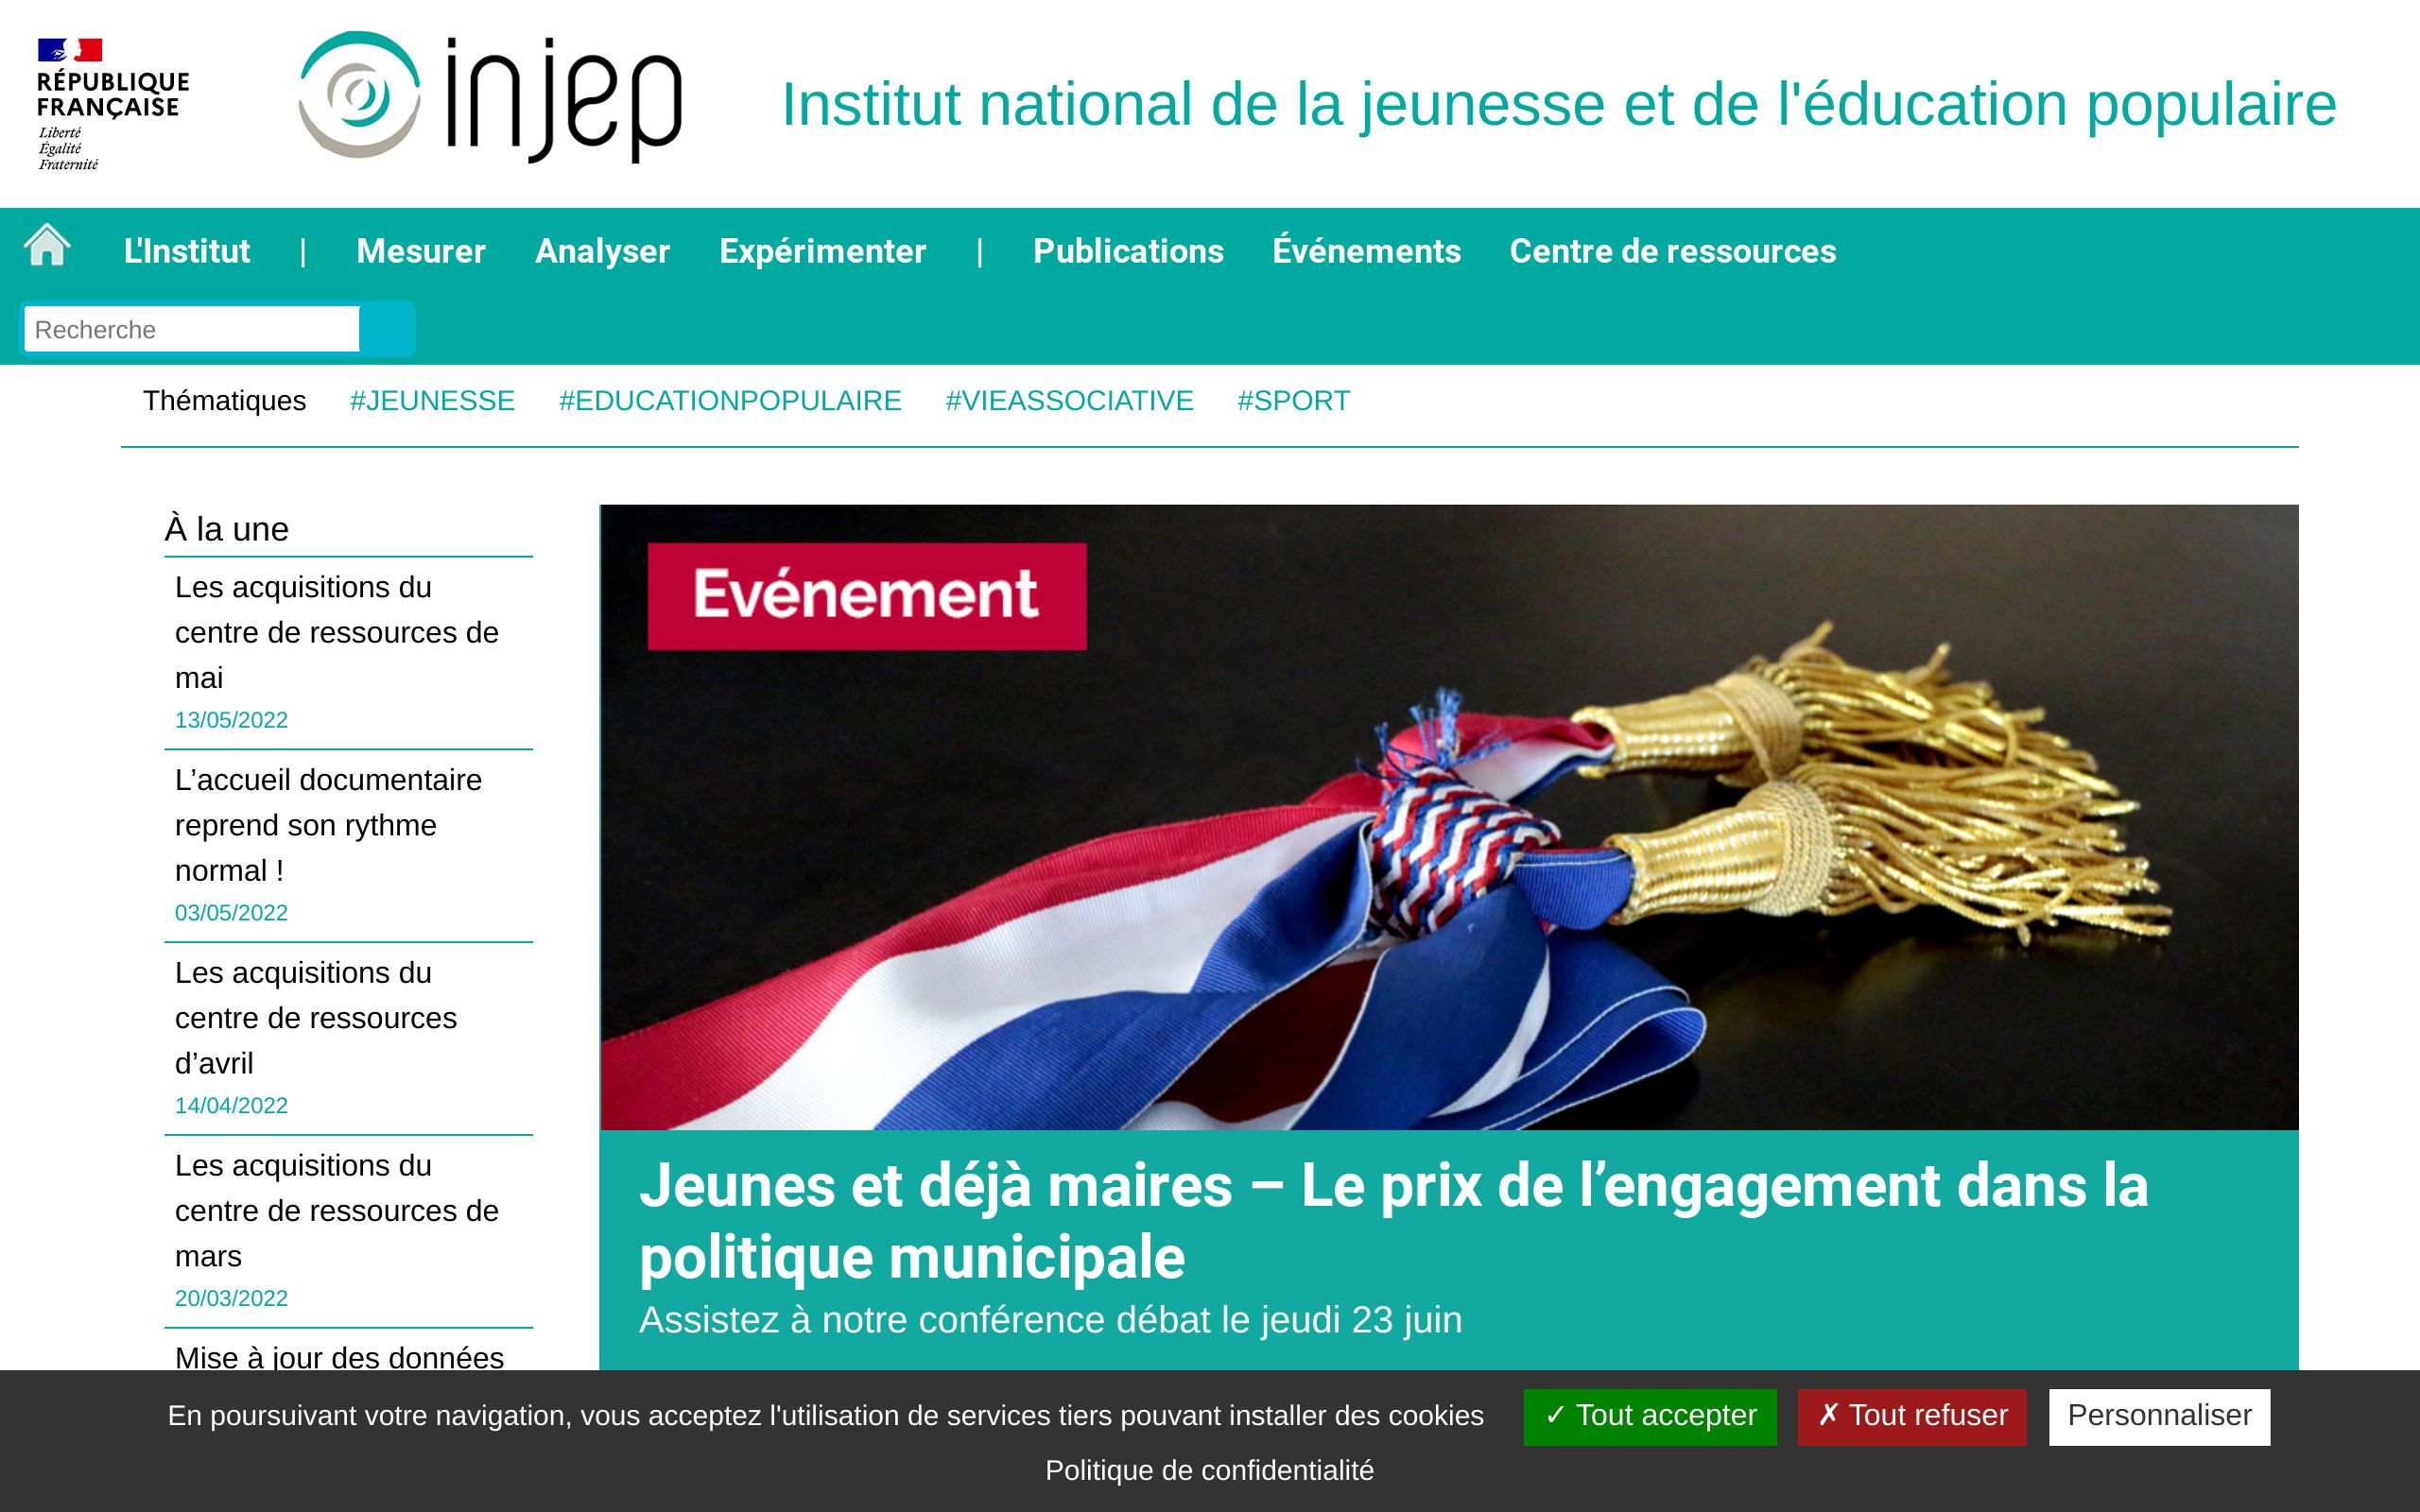 RÉPUBLIQUE
FRANÇAISE
Liberté
Égalité
Fraternité
injep
Institut national de la jeunesse et de l'éducation populaire
L'Institut | Mesurer Analyser Expérimenter | Publications Événements Centre de ressources
Recherche
Thématiques #JEUNESSE #EDUCATIONPOPULAIRE #VIEASSOCIATIVE #SPORT
À la une
Les acquisitions du
centre de ressources de
mai
13/05/2022
L’accueil documentaire
reprend son rythme
normal !
03/05/2022
Les acquisitions du
centre de ressources
d’avril
14/04/2022
Les acquisitions du
centre de ressources de
mars
20/03/2022
Mise à jour des données
Evénement
Jeunes et déjà maires – Le prix de l’engagement dans la
politique municipale
Assistez à notre conférence débat le jeudi 23 juin
En poursuivant votre navigation, vous acceptez l'utilisation de services tiers pouvant installer des cookies ✓ Tout accepter ✗ Tout refuser Personnaliser
Politique de confidentialité